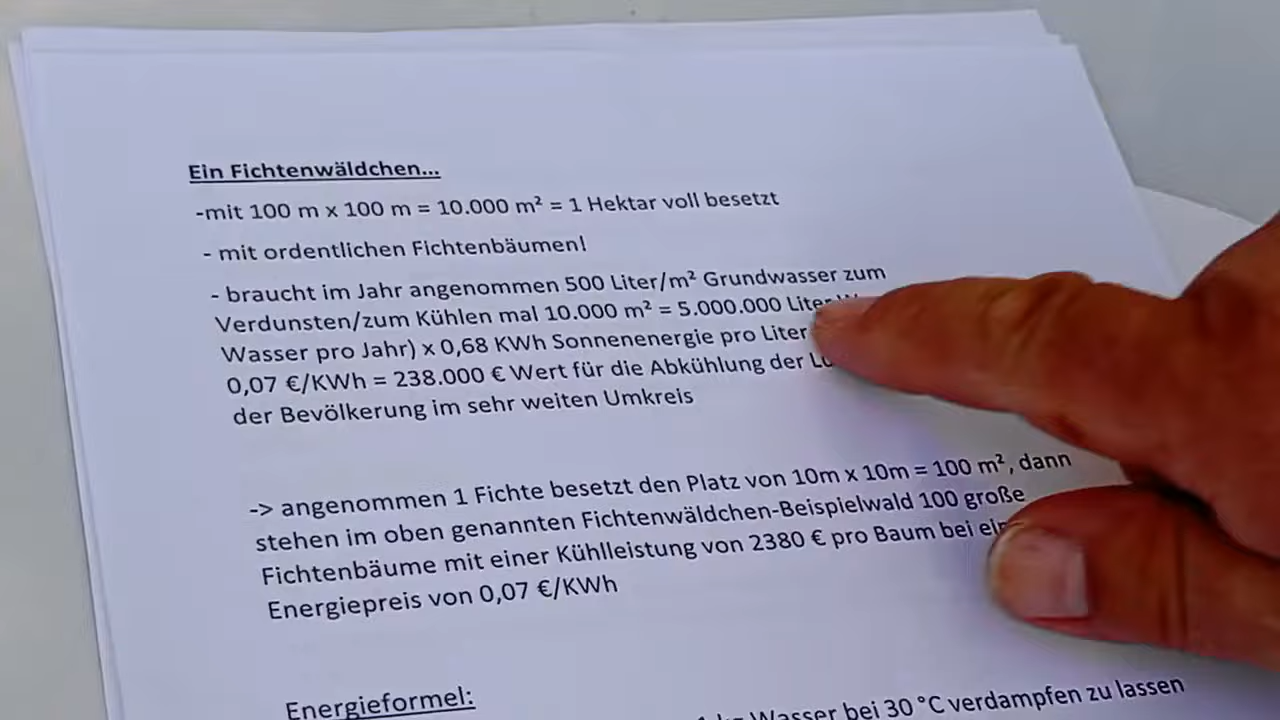 Ein Fichtenwäldchen...
-mit 100 m x 100 m = 10.000 m² = 1 Hektar voll besetzt
- mit ordentlichen Fichtenbäumen!
- braucht im Jahr angenommen 500 Liter/m² Grundwasser zum
Verdunsten/zum Kühlen mal 10.000 m² = 5.000.000 Liter
Wasser pro Jahr) x 0,68 KWh Sonnenenergie pro Liter
0,07 €/KWh = 238.000 € Wert für die Abkühlung der
der Bevölkerung im sehr weiten Umkreis
-> angenommen 1 Fichte besetzt den Platz von 10m x 10m = 100 m², dann
stehen im oben genannten Fichtenwäldchen-Beispielwald 100 große
Fichtenbäume mit einer Kühlleistung von 2380 € pro Baum bei
Energiepreis von 0,07 €/KWh
Energieformel:
Wasser bei 30 °C verdampfen zu lassen